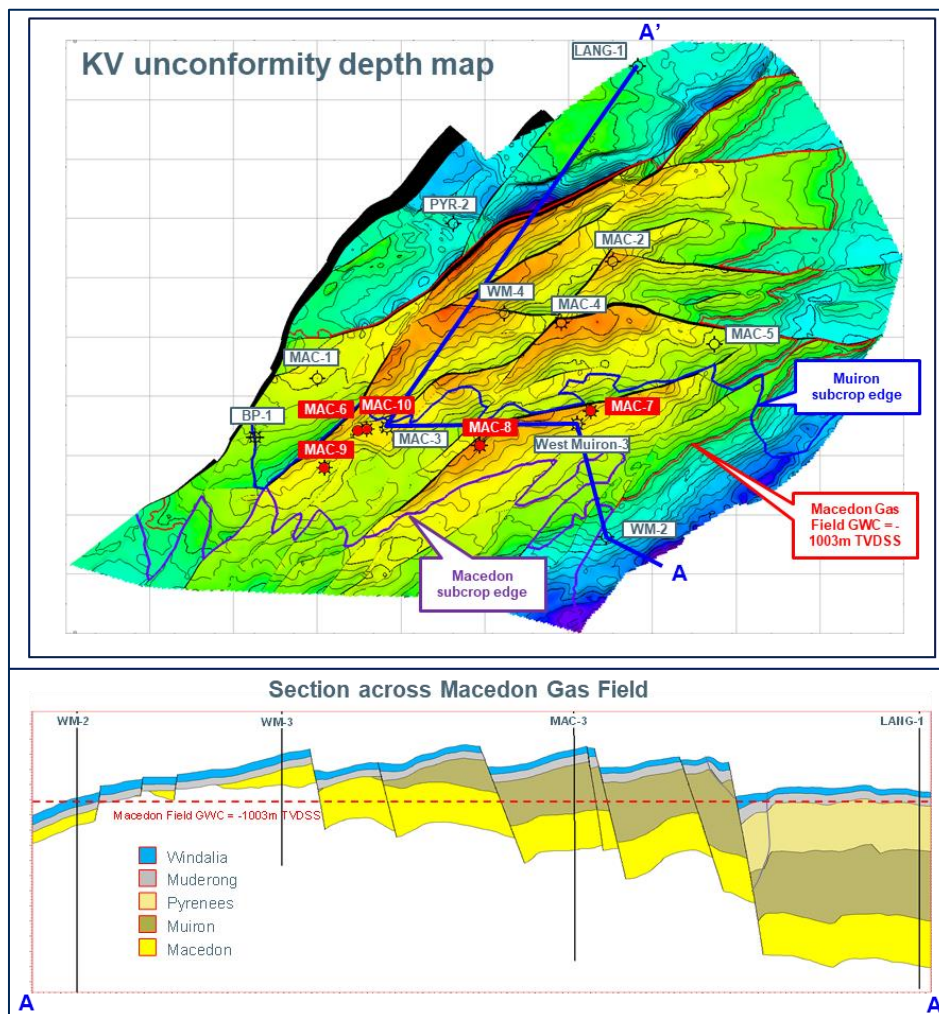 A'
KV unconformity depth map
LANG-1
PYR-2
MAC-2
WM-4
MAC-4
MAC-5
MAC-1
Muiron
subcrop edge
MAC-6
MAC-10
MAC-7
BP-1
MAC-3
MAC-8
West Muiron-3
MAC-9
Macedon Gas
Field GWC = -
1003m TVDSS
WM-2
Macedon
subcrop edge
A
Section across Macedon Gas Field
WM-2
WM-3
MAC-3
LANG-1
Macedon Field GWC = -1003m TVDSS
Windalia
Muderong
Pyrenees
Muiron
Macedon
A
A